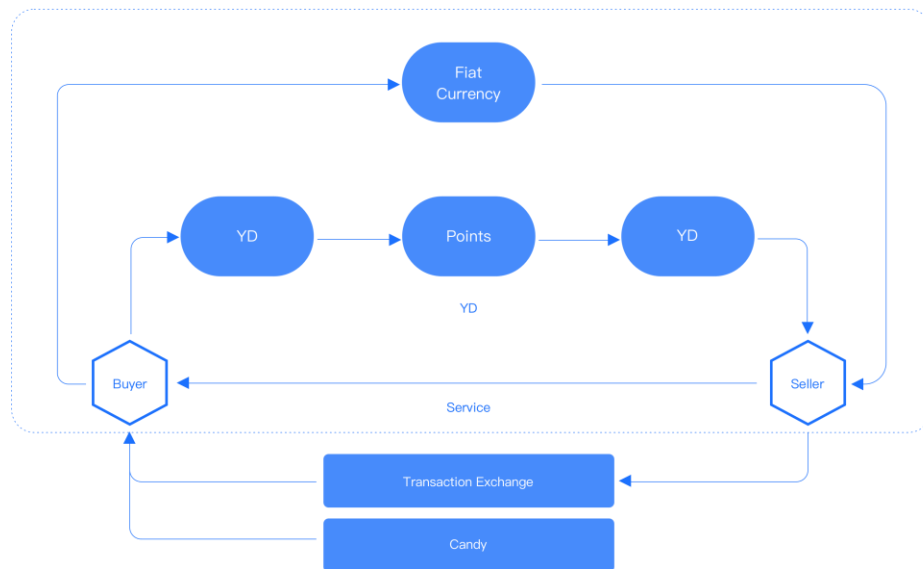 Fiat
Currency
YD
Points
YD
YD
Buyer
Seller
Service
Transaction Exchange
Candy